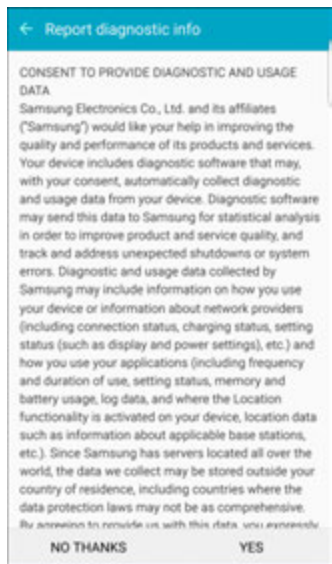 ← Report diagnostic info
CONSENT TO PROVIDE DIAGNOSTIC AND USAGE
DATA
Samsung Electronics Co., Ltd. and its affiliates
("Samsung") would like your help in improving the
quality and performance of its products and services.
Your device includes diagnostic software that may,
with your consent, automatically collect diagnostic
and usage data from your device. Diagnostic software
may send this data to Samsung for statistical analysis
in order to improve product and service quality, and
track and address unexpected shutdowns or system
errors. Diagnostic and usage data collected by
Samsung may include information on how you use
your device or information about network providers
(including connection status, charging status, setting
status (such as display and power settings), etc.) and
how you use your applications (including frequency
and duration of use, setting status, memory and
battery usage, log data, and where the Location
functionality is activated on your device, location data
such as information about applicable base stations,
etc.). Since Samsung has servers located all over the
world, the data we collect may be stored outside your
country of residence, including countries where the
data protection laws may not be as comprehensive.
By agreeing to provide us with this data, you expressly
NO THANKS YES